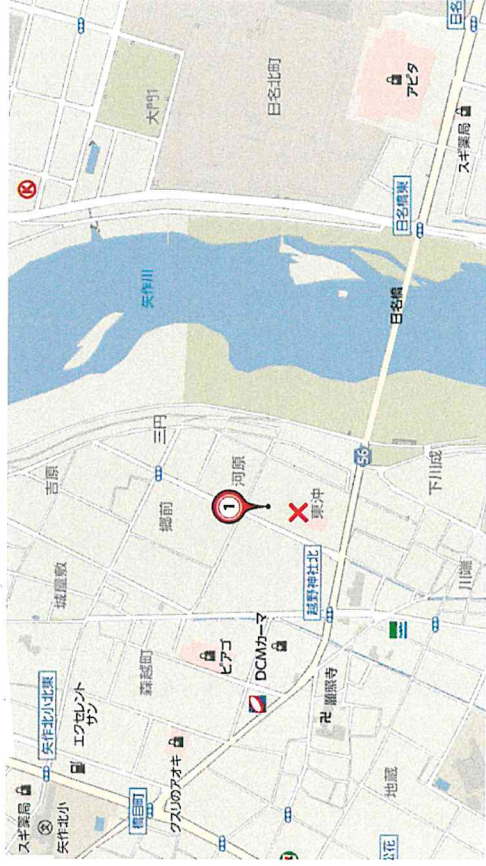 スギ薬局
矢作北小
矢作北小北東
エクセレント
サン
橋目町
クスリのアオキ
城屋敷
吉原
森越町
ピアゴ
DCMカーマ
郷前
三円
河原
1
東沖
越野神社北
願照寺
地蔵
川端
下川成
56
矢作川
日名橋
日名橋東
大門1
日名北町
アピタ
スギ薬局
日名
K